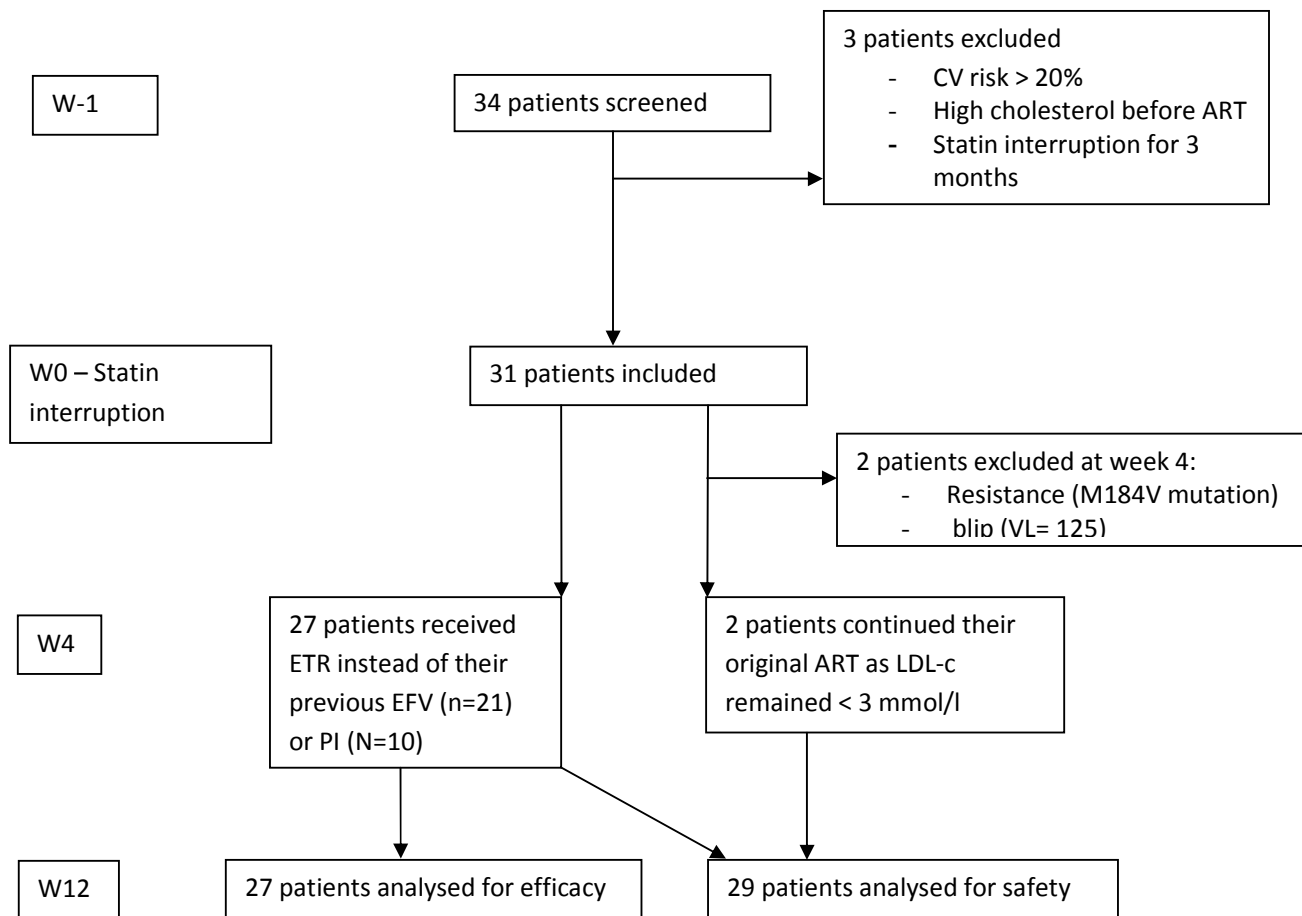 W-1
34 patients screened
3 patients excluded
- CV risk > 20%
- High cholesterol before ART
- Statin interruption for 3
months
W0 – Statin
interruption
31 patients included
2 patients excluded at week 4:
- Resistance (M184V mutation)
- blip (VL= 125)
W4
27 patients received
ETR instead of their
previous EFV (n=21)
or PI (N=10)
2 patients continued their
original ART as LDL-c
remained < 3 mmol/l
W12
27 patients analysed for efficacy
29 patients analysed for safety